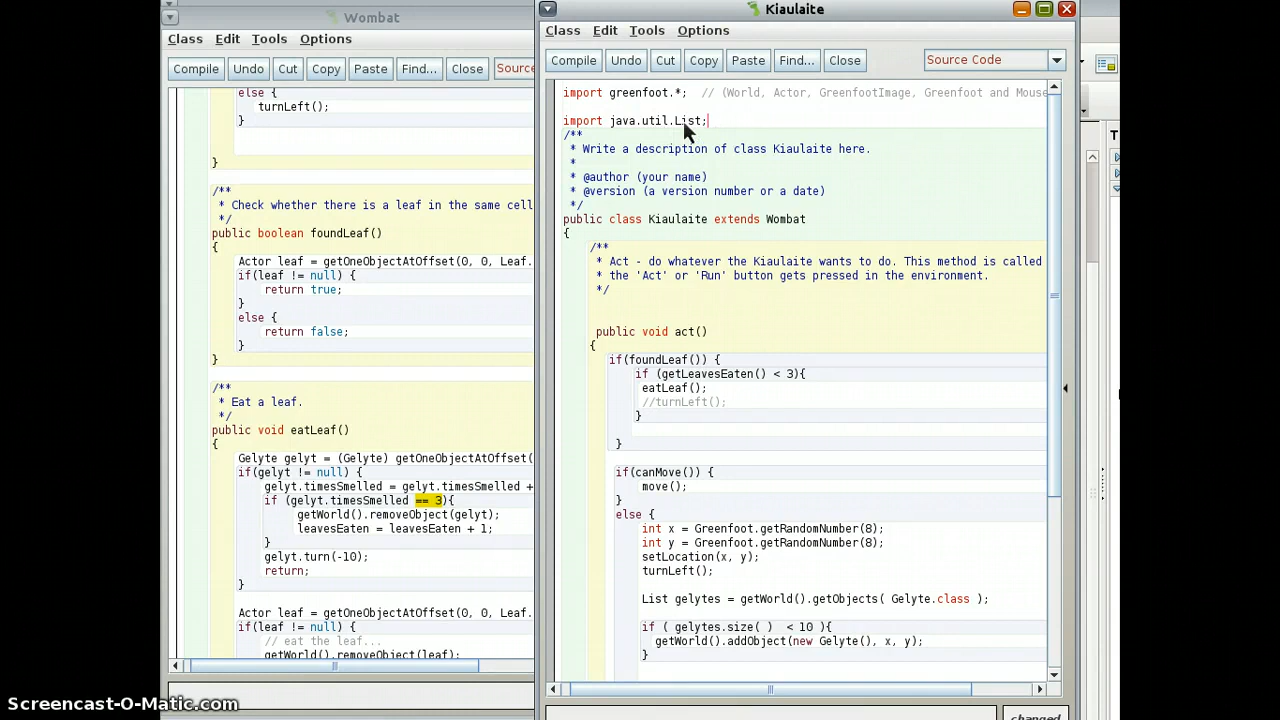 Wombat
Class Edit Tools Options
Compile Undo Cut Copy Paste Find... Close Source
else {
turnLeft();
}
}
/**
* Check whether there is a leaf in the same cell
*/
public boolean foundLeaf()
{
Actor leaf = getOneObjectAtOffset(0, 0, Leaf.
if(leaf != null) {
return true;
}
else {
return false;
}
}
/**
* Eat a leaf.
*/
public void eatLeaf()
{
Gelyte gelyt = (Gelyte) getOneObjectAtOffset(
if(gelyt != null) {
gelyt.timesSmelled = gelyt.timesSmelled +
if (gelyt.timesSmelled == 3){
getWorld().removeObject(gelyt);
leavesEaten = leavesEaten + 1;
}
gelyt.turn(-10);
return;
}
Actor leaf = getOneObjectAtOffset(0, 0, Leaf.
if(leaf != null) {
// eat the leaf...
getWorld().removeObject(leaf);
Kiaulaite
Class Edit Tools Options
Compile Undo Cut Copy Paste Find... Close Source Code
import greenfoot.*; // (World, Actor, GreenfootImage, Greenfoot and Mouse
import java.util.List;
/**
* Write a description of class Kiaulaite here.
*
* @author (your name)
* @version (a version number or a date)
*/
public class Kiaulaite extends Wombat
{
/**
* Act - do whatever the Kiaulaite wants to do. This method is called
* the 'Act' or 'Run' button gets pressed in the environment.
*/
public void act()
{
if(foundLeaf()) {
if (getLeavesEaten() < 3){
eatLeaf();
//turnLeft();
}
}
if(canMove()) {
move();
}
else {
int x = Greenfoot.getRandomNumber(8);
int y = Greenfoot.getRandomNumber(8);
setLocation(x, y);
turnLeft();
List gelytes = getWorld().getObjects( Gelyte.class );
if ( gelytes.size( ) < 10 ){
getWorld().addObject(new Gelyte(), x, y);
}
changed
T
Screencast-O-Matic.com